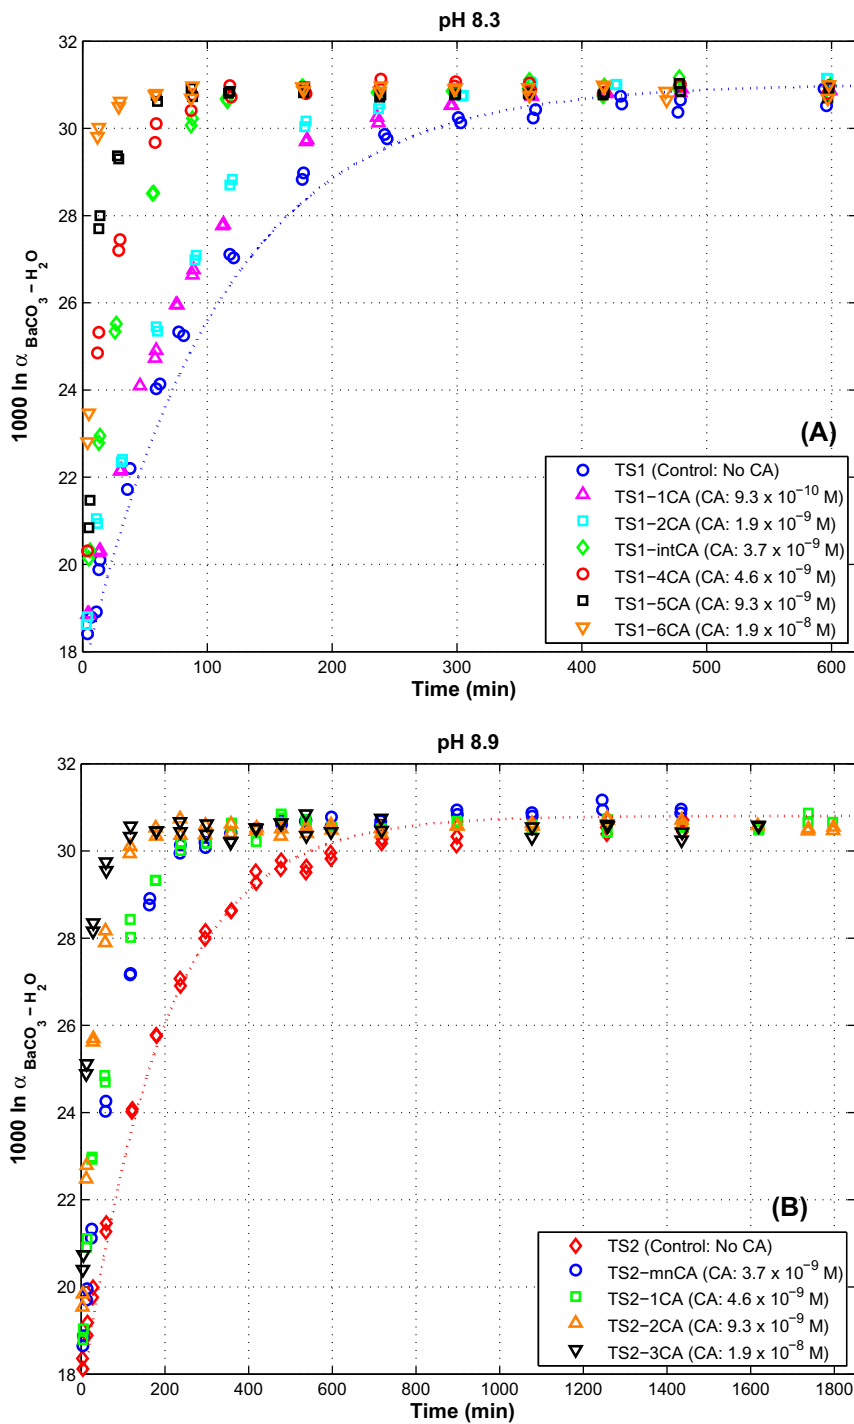 pH 8.3
32
30
28
26
24
22
20
18
1000 ln α BaCO3−H2O
0 100 200 300 400 500 600
Time (min)
(A)
TS1 (Control: No CA)
TS1−1CA (CA: 9.3 x 10−10 M)
TS1−2CA (CA: 1.9 x 10−9 M)
TS1−intCA (CA: 3.7 x 10−9 M)
TS1−4CA (CA: 4.6 x 10−9 M)
TS1−5CA (CA: 9.3 x 10−9 M)
TS1−6CA (CA: 1.9 x 10−8 M)
pH 8.9
32
30
28
26
24
22
20
18
1000 ln α BaCO3−H2O
0 200 400 600 800 1000 1200 1400 1600 1800
Time (min)
(B)
TS2 (Control: No CA)
TS2−mnCA (CA: 3.7 x 10−9 M)
TS2−1CA (CA: 4.6 x 10−9 M)
TS2−2CA (CA: 9.3 x 10−9 M)
TS2−3CA (CA: 1.9 x 10−8 M)